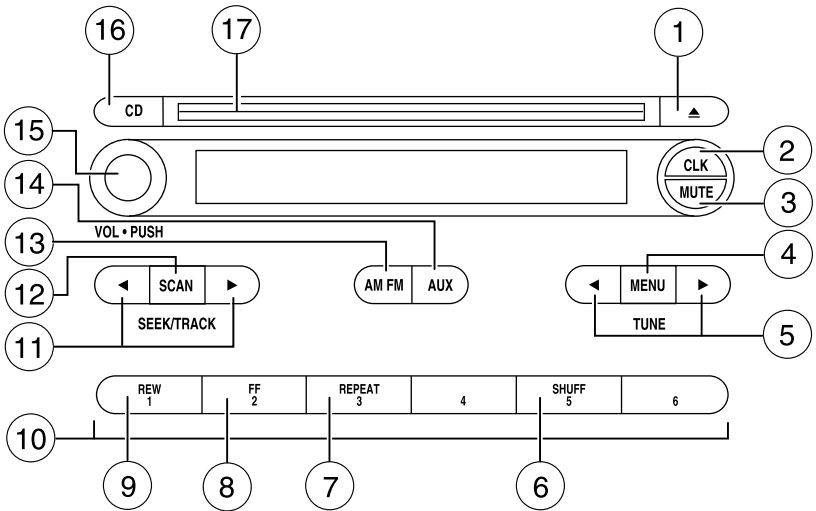 16
17
1
CD
15
2
CLK
14
MUTE
3
VOL • PUSH
13
4
12
SCAN
AM FM
AUX
MENU
11
SEEK/TRACK
TUNE
5
REW
1
FF
2
REPEAT
3
4
SHUFF
5
6
10
9
8
7
6